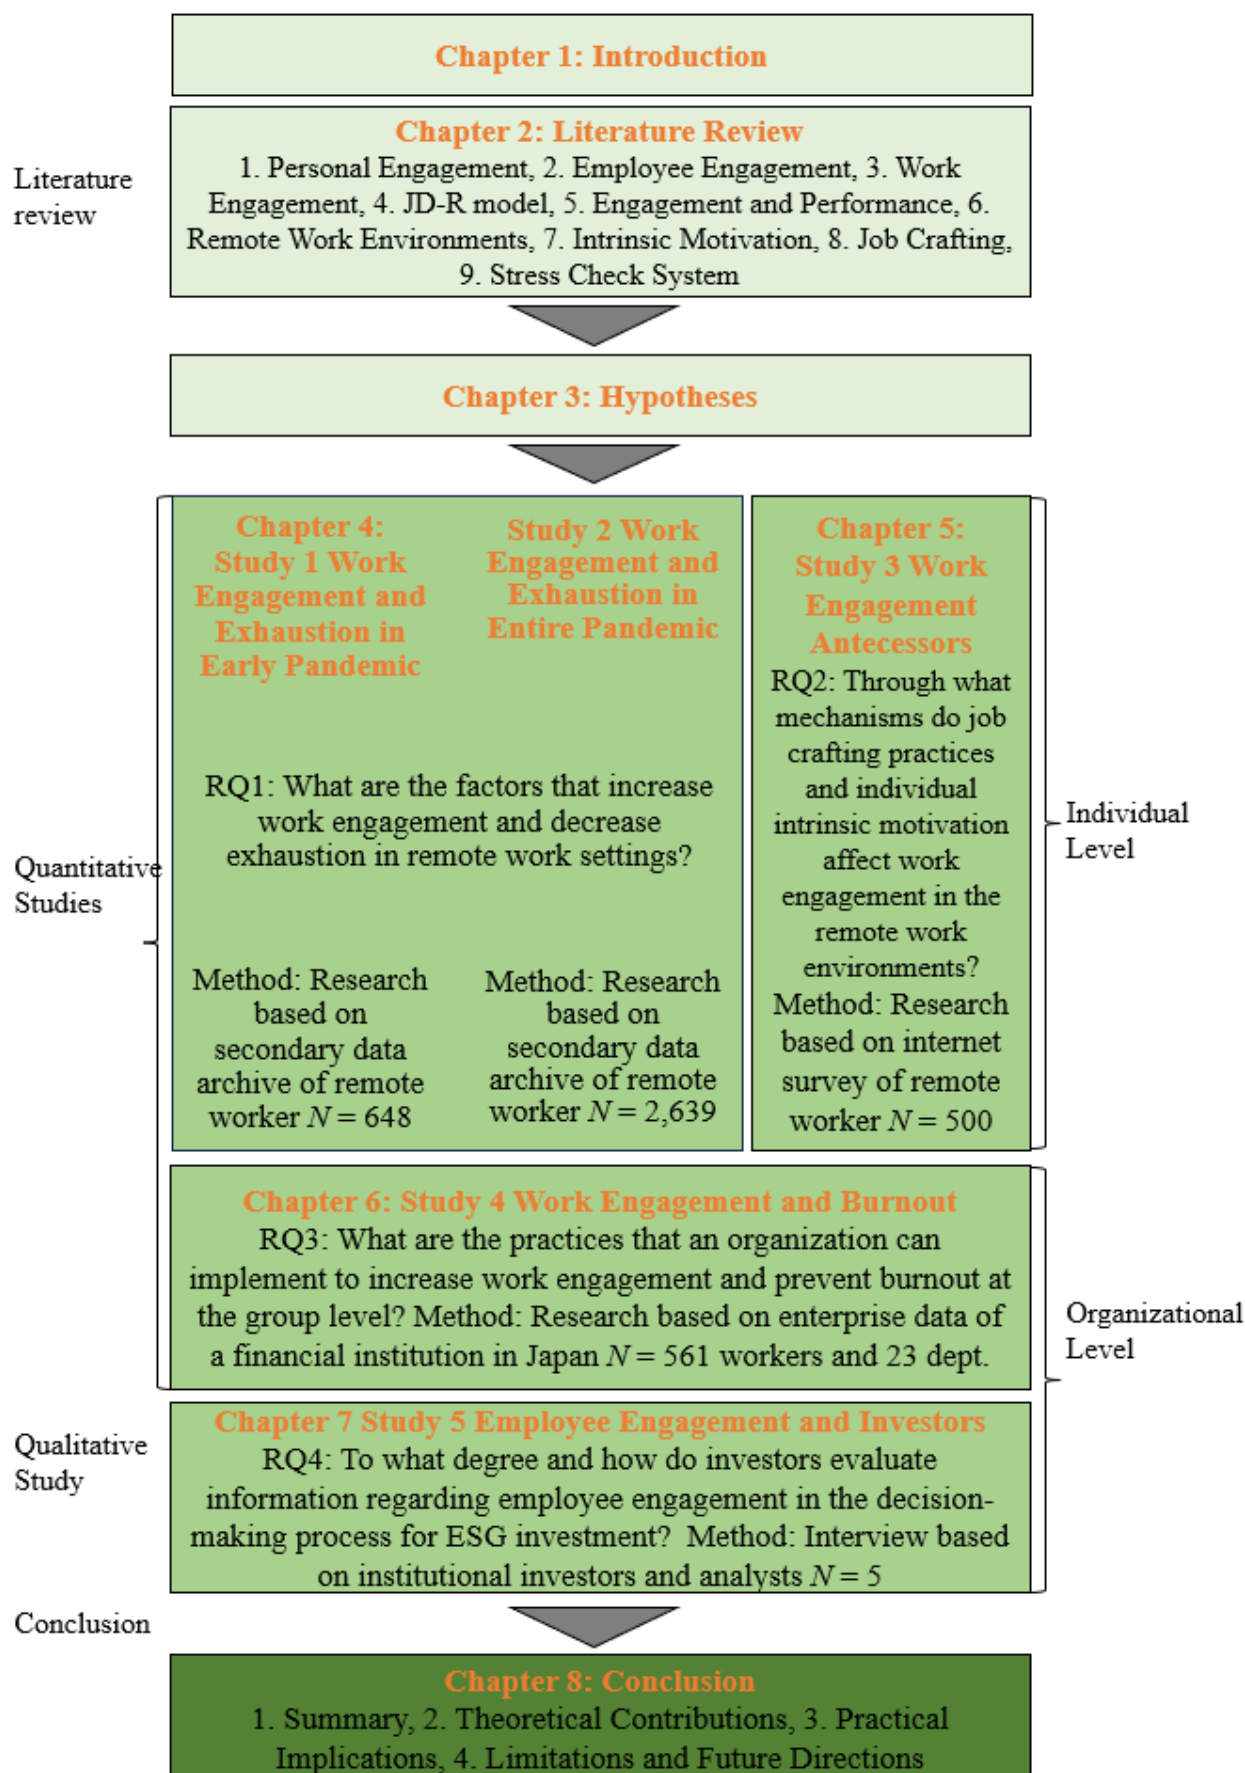 Chapter 1: Introduction
Literature
review
Chapter 2: Literature Review
1. Personal Engagement, 2. Employee Engagement, 3. Work
Engagement, 4. JD-R model, 5. Engagement and Performance, 6.
Remote Work Environments, 7. Intrinsic Motivation, 8. Job Crafting,
9. Stress Check System
Chapter 3: Hypotheses
Quantitative
Studies
Chapter 4:
Study 1 Work
Engagement and
Exhaustion in
Early Pandemic
Study 2 Work
Engagement and
Exhaustion in
Entire Pandemic
RQ1: What are the factors that increase
work engagement and decrease
exhaustion in remote work settings?
Method: Research
based on
secondary data
archive of remote
worker N = 648
Method: Research
based on
secondary data
archive of remote
worker N = 2,639
Chapter 5:
Study 3 Work
Engagement
Antecessors
RQ2: Through what
mechanisms do job
crafting practices
and individual
intrinsic motivation
affect work
engagement in the
remote work
environments?
Method: Research
based on internet
survey of remote
worker N = 500
Individual
Level
Chapter 6: Study 4 Work Engagement and Burnout
RQ3: What are the practices that an organization can
implement to increase work engagement and prevent burnout at
the group level? Method: Research based on enterprise data of
a financial institution in Japan N = 561 workers and 23 dept.
Organizational
Level
Qualitative
Study
Chapter 7 Study 5 Employee Engagement and Investors
RQ4: To what degree and how do investors evaluate
information regarding employee engagement in the decision-
making process for ESG investment?  Method: Interview based
on institutional investors and analysts N = 5
Conclusion
Chapter 8: Conclusion
1. Summary, 2. Theoretical Contributions, 3. Practical
Implications, 4. Limitations and Future Directions